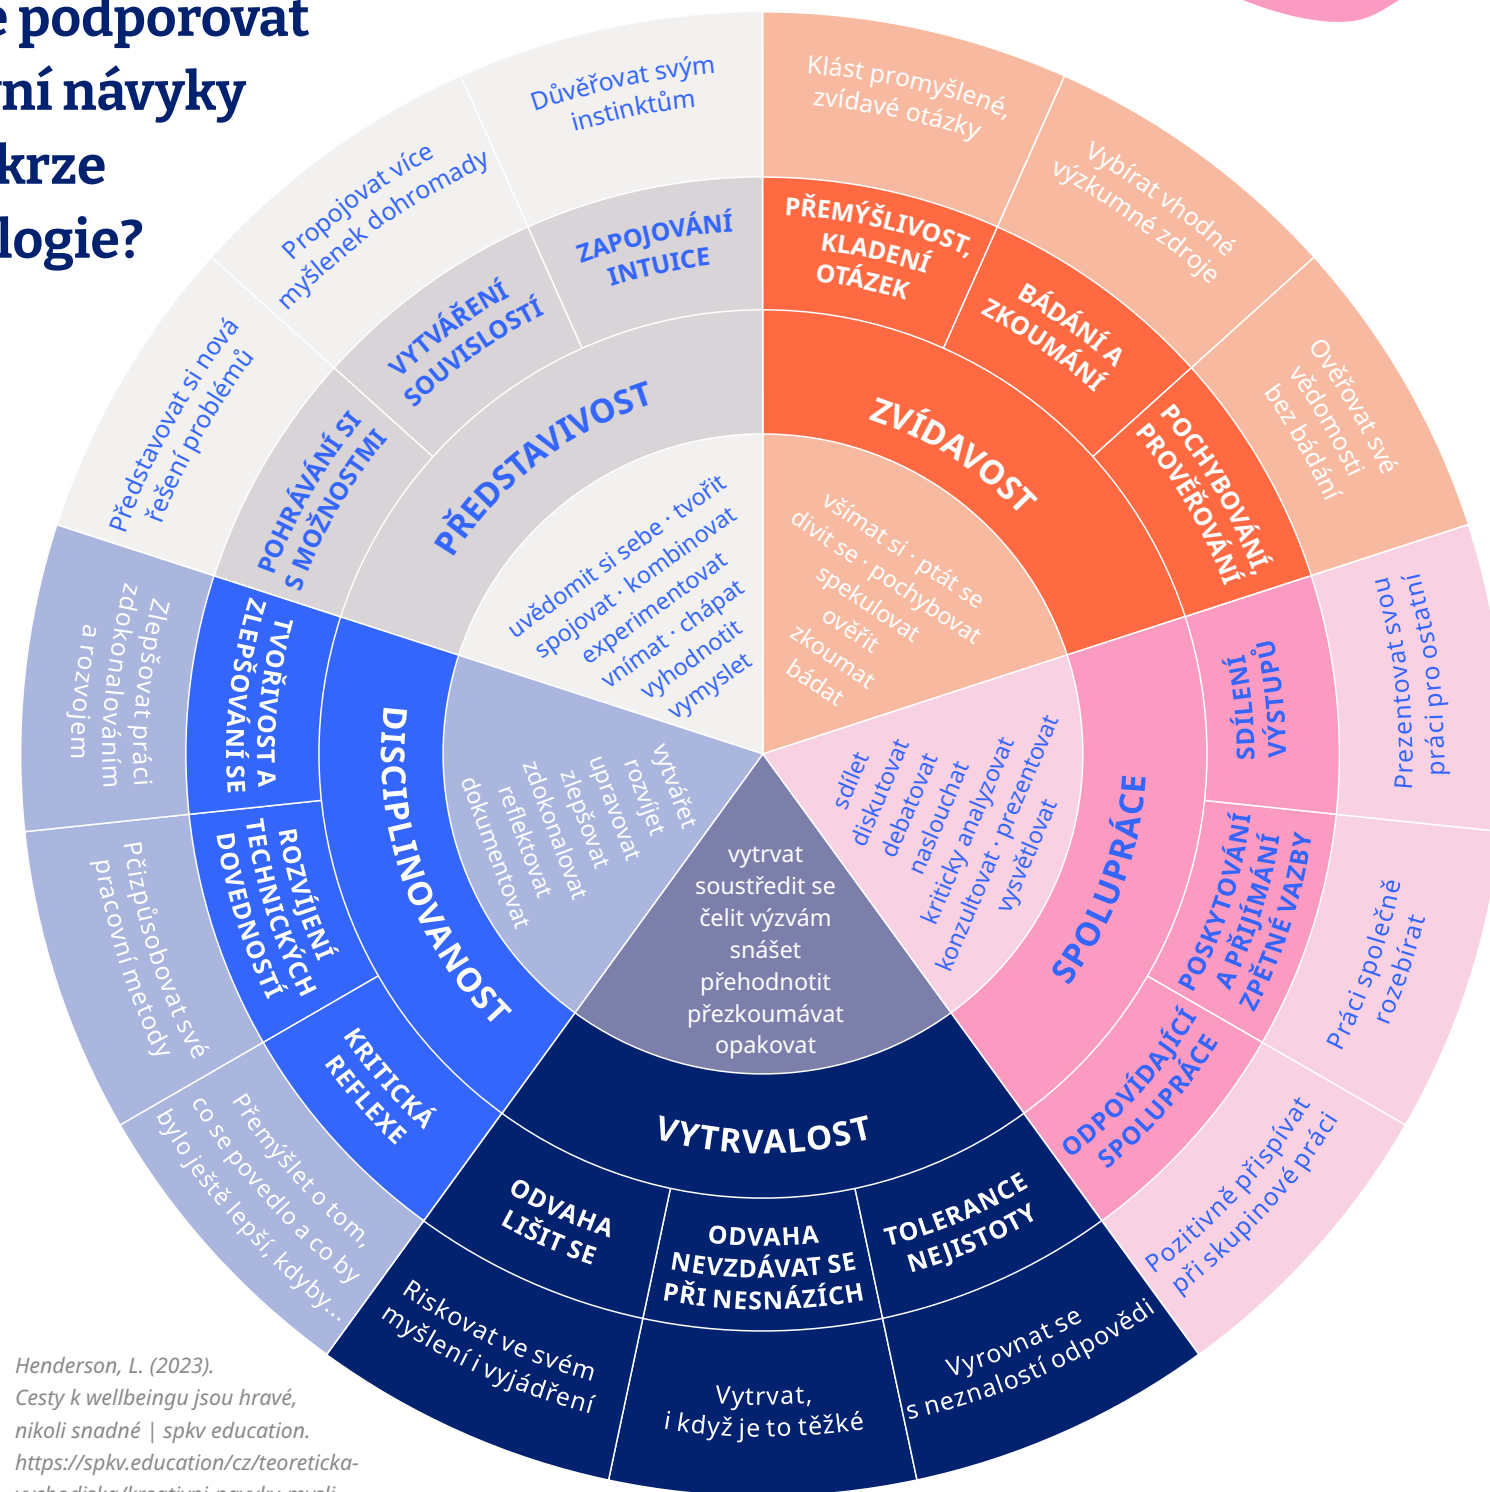 e podporovat
ní návyky
krze
logie?
Důvěřovat svým
instinktům
Klást promyšlené,
zvídavé otázky
Propojovat více
myšlenek dohromady
Vybírat vhodné
výzkumné zdroje
Představovat si nová
řešení problémů
Ověřovat své
vědomosti
bez bádání
ZAPOJOVÁNÍ
INTUICE
PŘEMÝŠLIVOST,
KLADENÍ
OTÁZEK
VYTVÁŘENÍ
SOUVISLOSTÍ
BÁDÁNÍ A
ZKOUMÁNÍ
POHRÁVÁNÍ SI
S MOŽNOSTMI
POCHYBOVÁNÍ,
PROVĚŘOVÁNÍ
PŘEDSTAVIVOST
ZVÍDAVOST
uvědomit si sebe · tvořit
spojovat · kombinovat
experimentovat
vnímat · chápat
vyhodnotit
vymyslet
všímat si · ptát se
divit se · pochybovat
spekulovat
ověřit
zkoumat
bádat
Zlepšovat práci
zdokonalováním
a rozvojem
TVOŘIVOST A
ZLEPŠOVÁNÍ SE
DISCIPLINOVANOST
vytvářet
rozvíjet
upravovat
zlepšovat
zdokonalovat
reflektovat
dokumentovat
sdílet
diskutovat
debatovat
naslouchat
kriticky analyzovat
konzultovat · prezentovat
vysvětlovat
SPOLUPRÁCE
SDÍLENÍ
VÝSTUPŮ
Prezentovat svou
práci pro ostatní
Pčizpůsobovat své
pracovní metody
ROZVÍJENÍ
TECHNICKÝCH
DOVEDNOSTÍ
POSKYTOVÁNÍ
A PŘIJÍMÁNÍ
ZPĚTNÉ VAZBY
Práci společně
rozebírat
vytrvat
soustředit se
čelit výzvám
snášet
přehodnotit
přezkoumávat
opakovat
KRITICKÁ
REFLEXE
Přemýšlet o tom,
co se povedlo a co by
bylo ještě lepší, kdyby...
ODPOVÍDAJÍCÍ
SPOLUPRÁCE
Pozitivně přispívat
při skupinové práci
VYTRVALOST
ODVAHA
LIŠIT SE
ODVAHA
NEVZDÁVAT SE
PŘI NESNÁZÍCH
TOLERANCE
NEJISTOTY
Riskovat ve svém
myšlení i vyjádření
Vytrvat,
i když je to těžké
Vyrovnat se
s neznalostí odpovědi
Henderson, L. (2023).
Cesty k wellbeingu jsou hravé,
nikoli snadné | spkv education.
https://spkv.education/cz/teoreticka-
vychodiska/kreativni-navyky-mysli